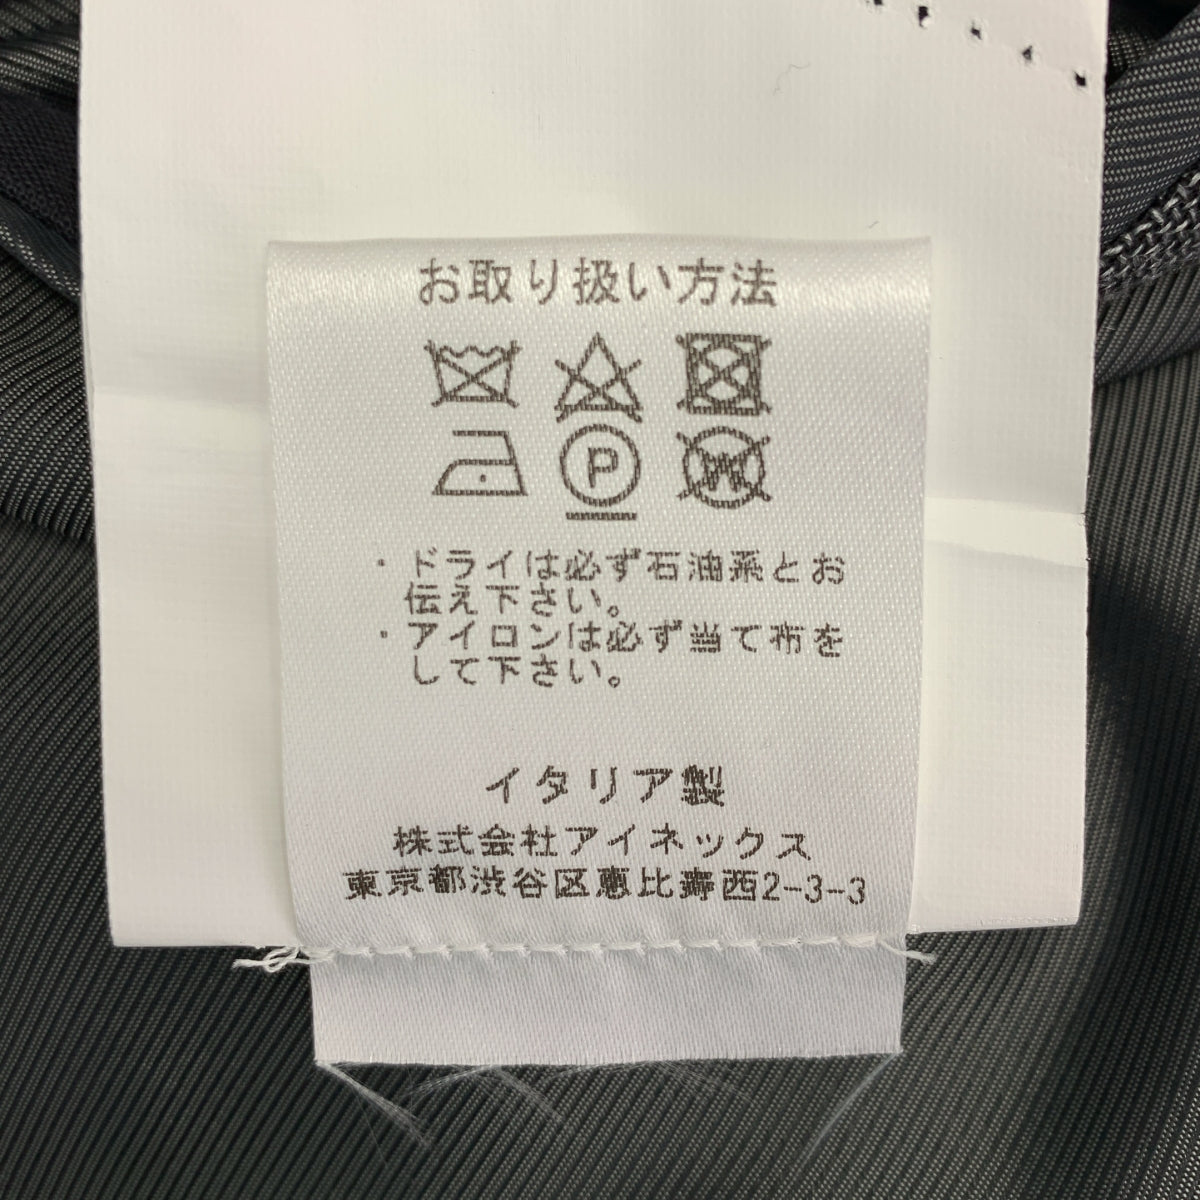 お取り扱い方法
P W
・ドライは必ず石油系とお
伝え下さい。
・アイロンは必ず当て布を
して下さい。
イタリア製
株式会社アイネックス
東京都渋谷区恵比寿西2-3-3